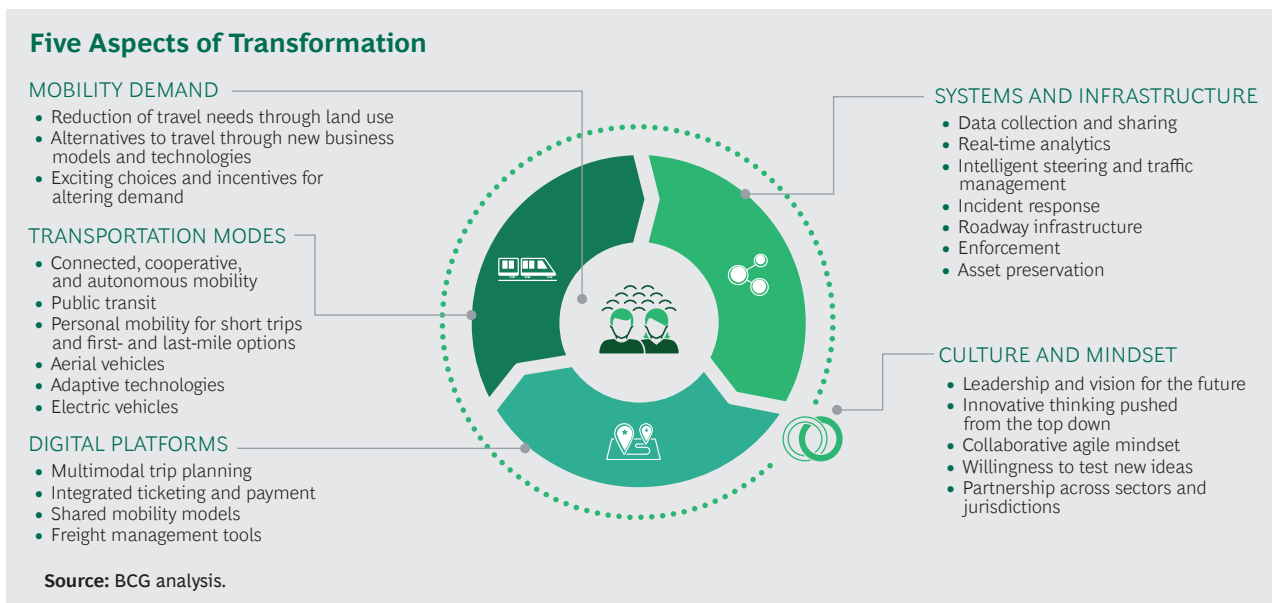 Five Aspects of Transformation
MOBILITY DEMAND
• Reduction of travel needs through land use
• Alternatives to travel through new business
models and technologies
• Exciting choices and incentives for
altering demand
TRANSPORTATION MODES
• Connected, cooperative,
and autonomous mobility
• Public transit
• Personal mobility for short trips
and first- and last-mile options
• Aerial vehicles
• Adaptive technologies
• Electric vehicles
DIGITAL PLATFORMS
• Multimodal trip planning
• Integrated ticketing and payment
• Shared mobility models
• Freight management tools
SYSTEMS AND INFRASTRUCTURE
• Data collection and sharing
• Real-time analytics
• Intelligent steering and traffic
management
• Incident response
• Roadway infrastructure
• Enforcement
• Asset preservation
CULTURE AND MINDSET
• Leadership and vision for the future
• Innovative thinking pushed
from the top down
• Collaborative agile mindset
• Willingness to test new ideas
• Partnership across sectors and
jurisdictions
Source: BCG analysis.